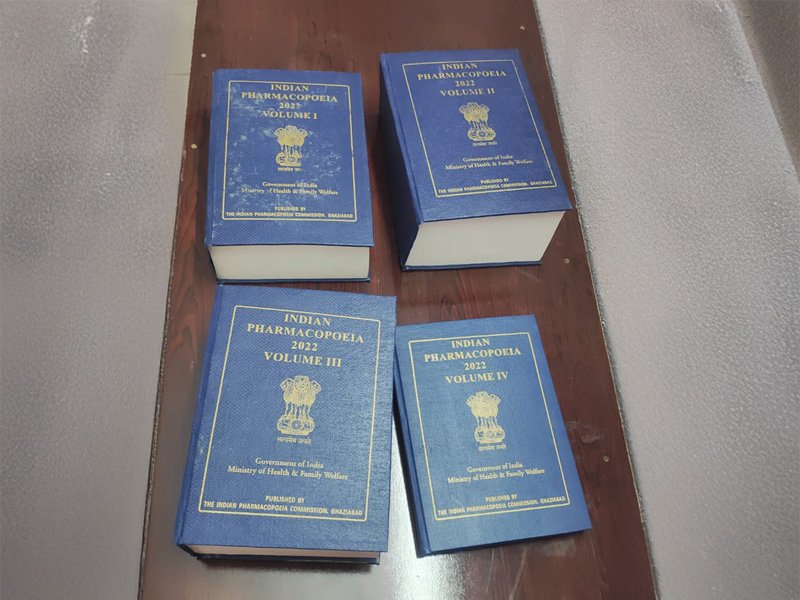 INDIAN
PHARMACOPOEIA
2022
VOLUME I
Government of India
Ministry of Health & Family Welfare
PUBLISHED BY
THE INDIAN PHARMACOPOEIA COMMISSION, GHAZIABAD
INDIAN
PHARMACOPOEIA
2022
VOLUME II
सत्यमेव जयते
Government of India
Ministry of Health & Family Welfare
PUBLISHED BY
THE INDIAN PHARMACOPOEIA COMMISSION, GHAZIABAD
INDIAN
PHARMACOPOEIA
2022
VOLUME III
सत्यमेव जयते
Government of India
Ministry of Health & Family Welfare
PUBLISHED BY
THE INDIAN PHARMACOPOEIA COMMISSION, GHAZIABAD
INDIAN
PHARMACOPOEIA
2022
VOLUME IV
सत्यमेव जयते
Government of India
Ministry of Health & Family Welfare
PUBLISHED BY
THE INDIAN PHARMACOPOEIA COMMISSION, GHAZIABAD